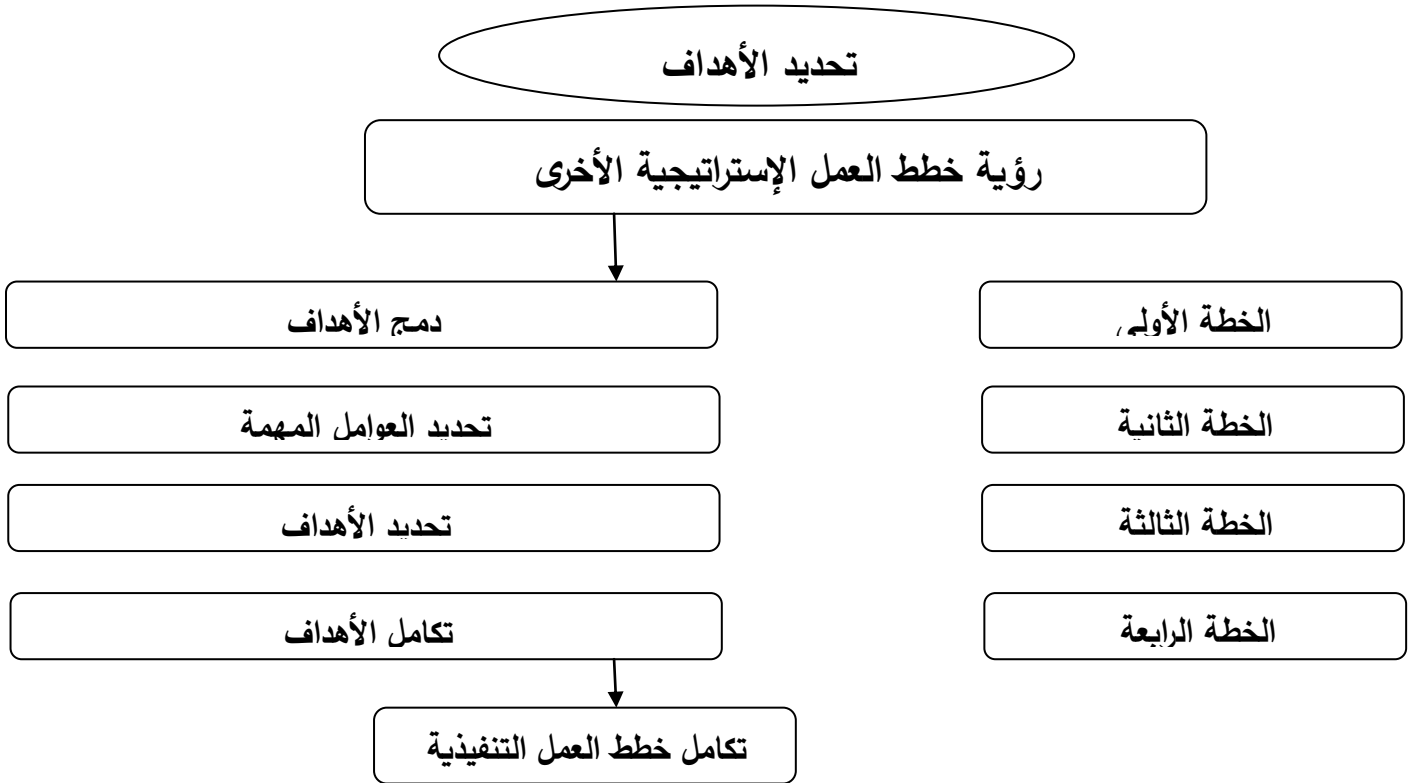 تحديد الأهداف
رؤية خطط العمل الإستراتيجية الأخرى
الخطة الأولى
دمج الأهداف
الخطة الثانية
تحديد العوامل المهمة
الخطة الثالثة
تحديد الأهداف
الخطة الرابعة
تكامل الأهداف
تكامل خطط العمل التنفيذية